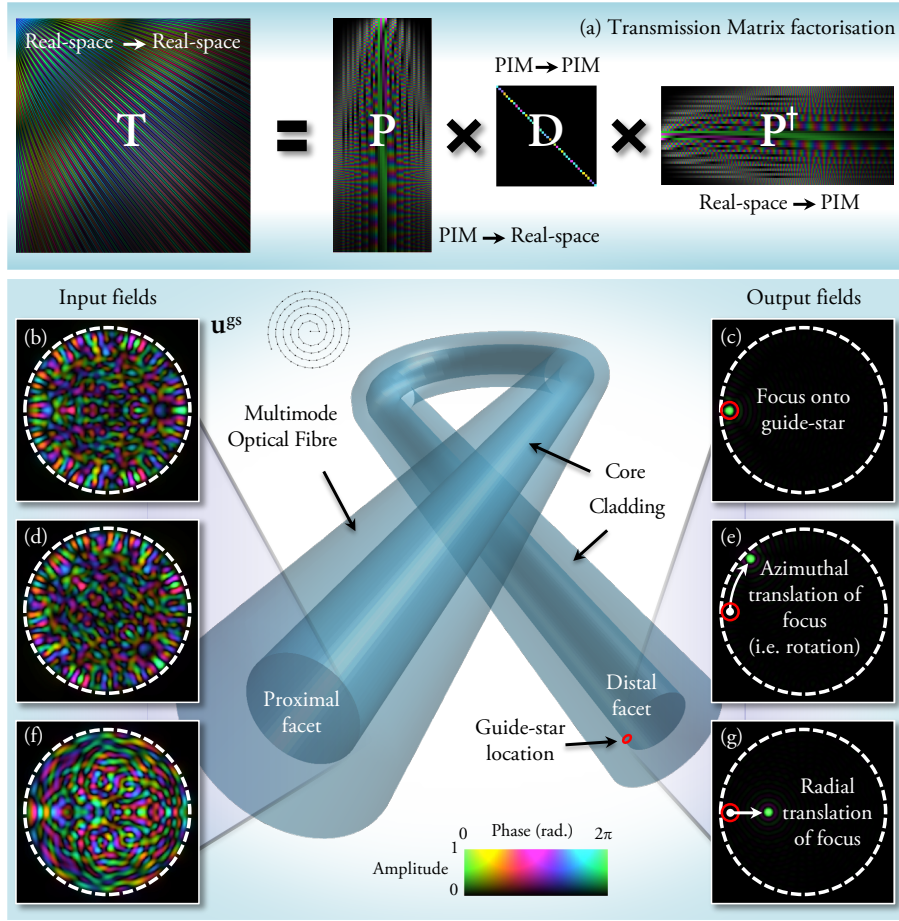 (a) Transmission Matrix factorisation
Real-space → Real-space
T
=
P
×
PIM → PIM
D
×
P†
Real-space → PIM
PIM → Real-space
Input fields
u^gs
Output fields
(b)
(c)
Focus onto
guide-star
Multimode
Optical Fibre
Core
Cladding
(d)
(e)
Azimuthal
translation of
focus
(i.e. rotation)
Proximal
facet
Distal
facet
Guide-star
location
(f)
(g)
Radial
translation
of focus
0 Phase (rad.) 2π
1
Amplitude
0